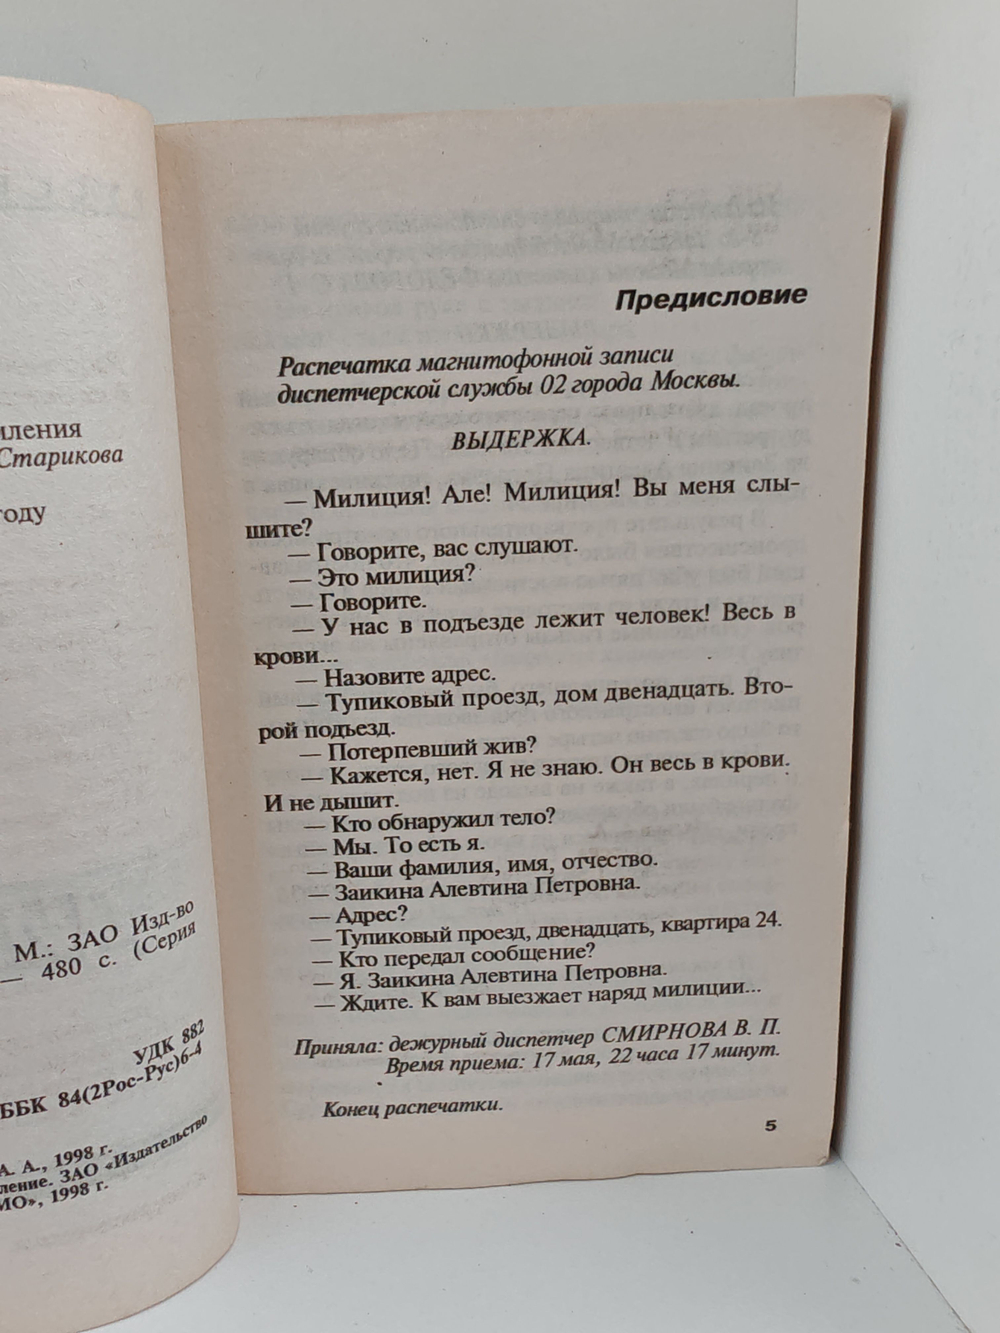 мления
Старикова
году
М.: ЗАО Изд-во
— 480 с. (Серия
УДК 882
ББК 84(2Рос-Рус)6-4
А. А., 1998 г.
ление. ЗАО «Издательство
МО», 1998 г.
Предисловие
Распечатка магнитофонной записи
диспетчерской службы 02 города Москвы.
ВЫДЕРЖКА.
— Милиция! Але! Милиция! Вы меня слы-
шите?
— Говорите, вас слушают.
— Это милиция?
— Говорите.
— У нас в подъезде лежит человек! Весь в
крови...
— Назовите адрес.
— Тупиковый проезд, дом двенадцать. Вто-
рой подъезд.
— Потерпевший жив?
— Кажется, нет. Я не знаю. Он весь в крови.
И не дышит.
— Кто обнаружил тело?
— Мы. То есть я.
— Ваши фамилия, имя, отчество.
— Заикина Алевтина Петровна.
— Адрес?
— Тупиковый проезд, двенадцать, квартира 24.
— Кто передал сообщение?
— Я. Заикина Алевтина Петровна.
— Ждите. К вам выезжает наряд милиции...
Приняла: дежурный диспетчер СМИРНОВА В. П.
Время приема: 17 мая, 22 часа 17 минут.
Конец распечатки.
5